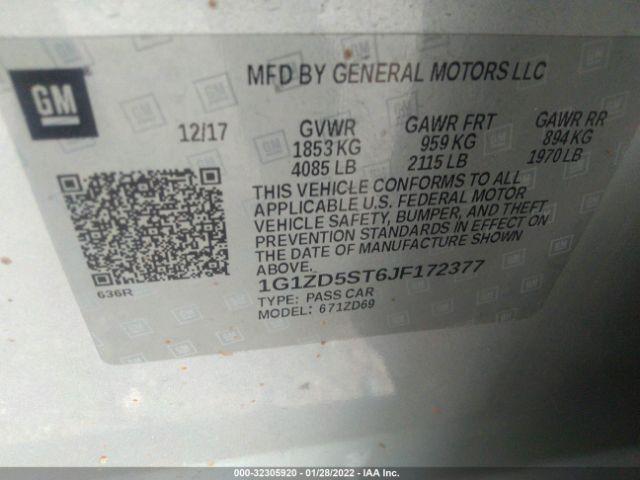 GM
MFD BY GENERAL MOTORS LLC
12/17 GVWR GAWR FRT GAWR RR
1853 KG 959 KG 894 KG
4085 LB 2115 LB 1970 LB
THIS VEHICLE CONFORMS TO ALL
APPLICABLE U.S. FEDERAL MOTOR
VEHICLE SAFETY, BUMPER, AND THEFT
PREVENTION STANDARDS IN EFFECT ON
THE DATE OF MANUFACTURE SHOWN
ABOVE.
1G1ZD5ST6JF172377
TYPE: PASS CAR
MODEL: 671ZD69
636R
000-32305920 - 01/28/2022 - IAA Inc.